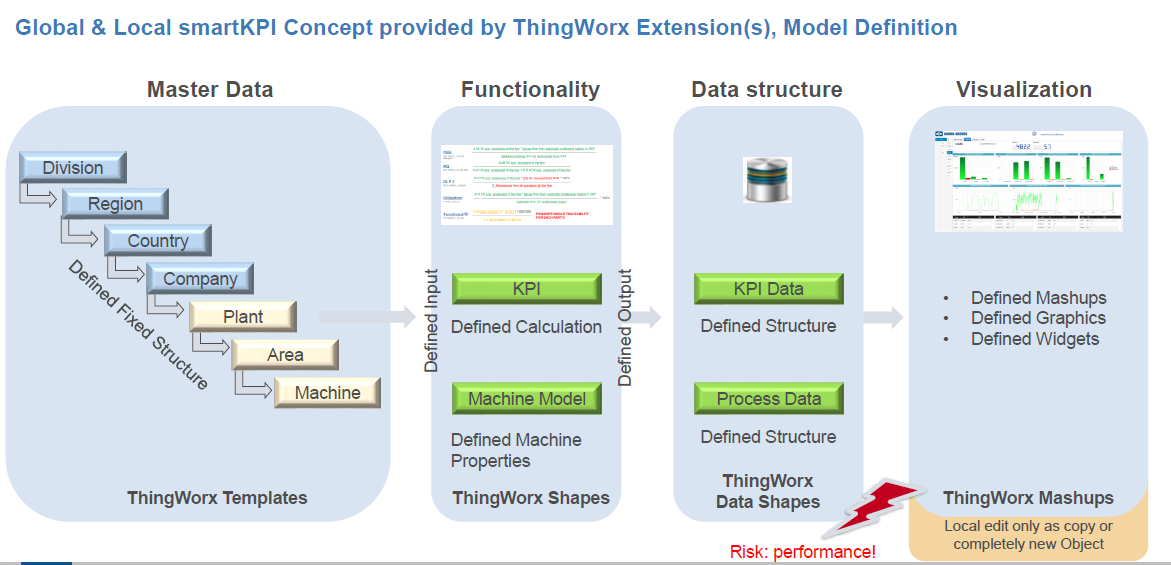 Global & Local smartKPI Concept provided by ThingWorx Extension(s), Model Definition
Master Data
Division
Region
Country
Company
Plant
Area
Machine
Defined Fixed Structure
ThingWorx Templates
Functionality
Defined Input
KPI
Defined Calculation
Machine Model
Defined Machine
Properties
ThingWorx Shapes
Defined Output
Data structure
KPI Data
Defined Structure
Process Data
Defined Structure
ThingWorx
Data Shapes
Risk: performance!
Visualization
• Defined Mashups
• Defined Graphics
• Defined Widgets
ThingWorx Mashups
Local edit only as copy or
completely new Object